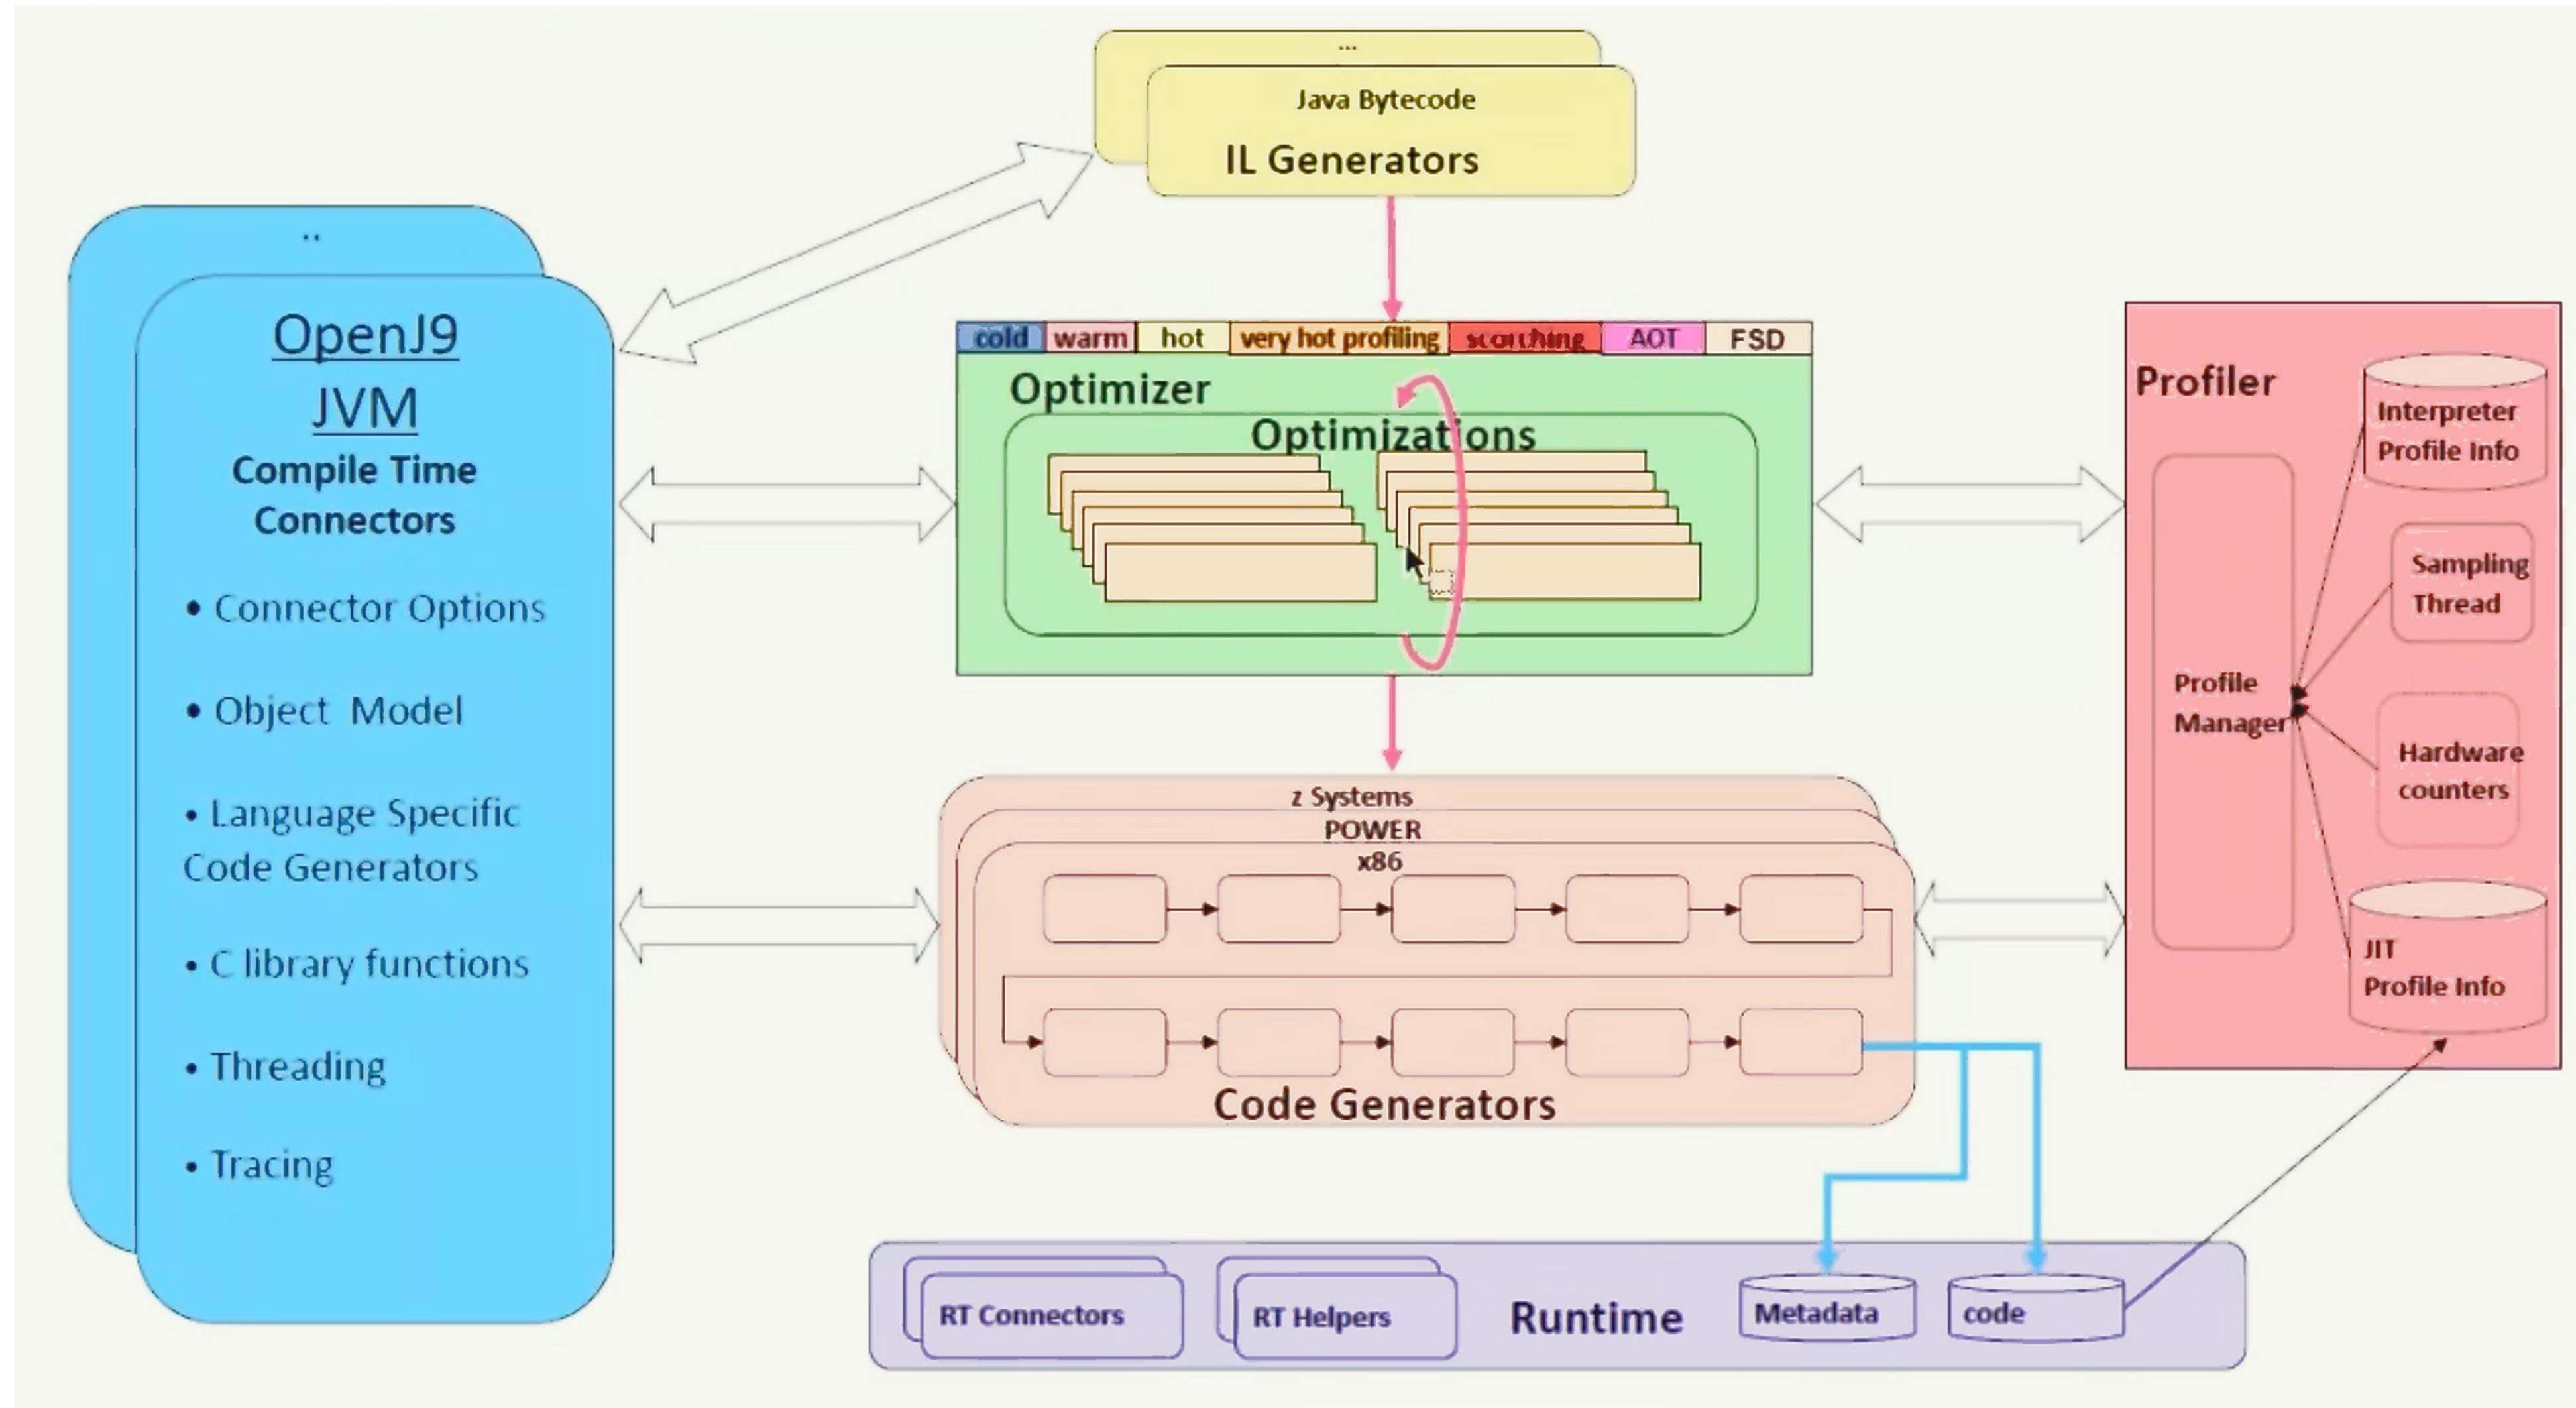 ...
Java Bytecode
IL Generators
..
OpenJ9
JVM
Compile Time
Connectors
• Connector Options
• Object Model
• Language Specific
Code Generators
• C library functions
• Threading
• Tracing
cold warm hot very hot profiling scorching AOT FSD
Optimizer
Optimizations
z Systems
POWER
x86
Code Generators
Profiler
Interpreter
Profile Info
Sampling
Thread
Profile
Manager
Hardware
counters
JIT
Profile Info
RT Connectors
RT Helpers
Runtime
Metadata
code